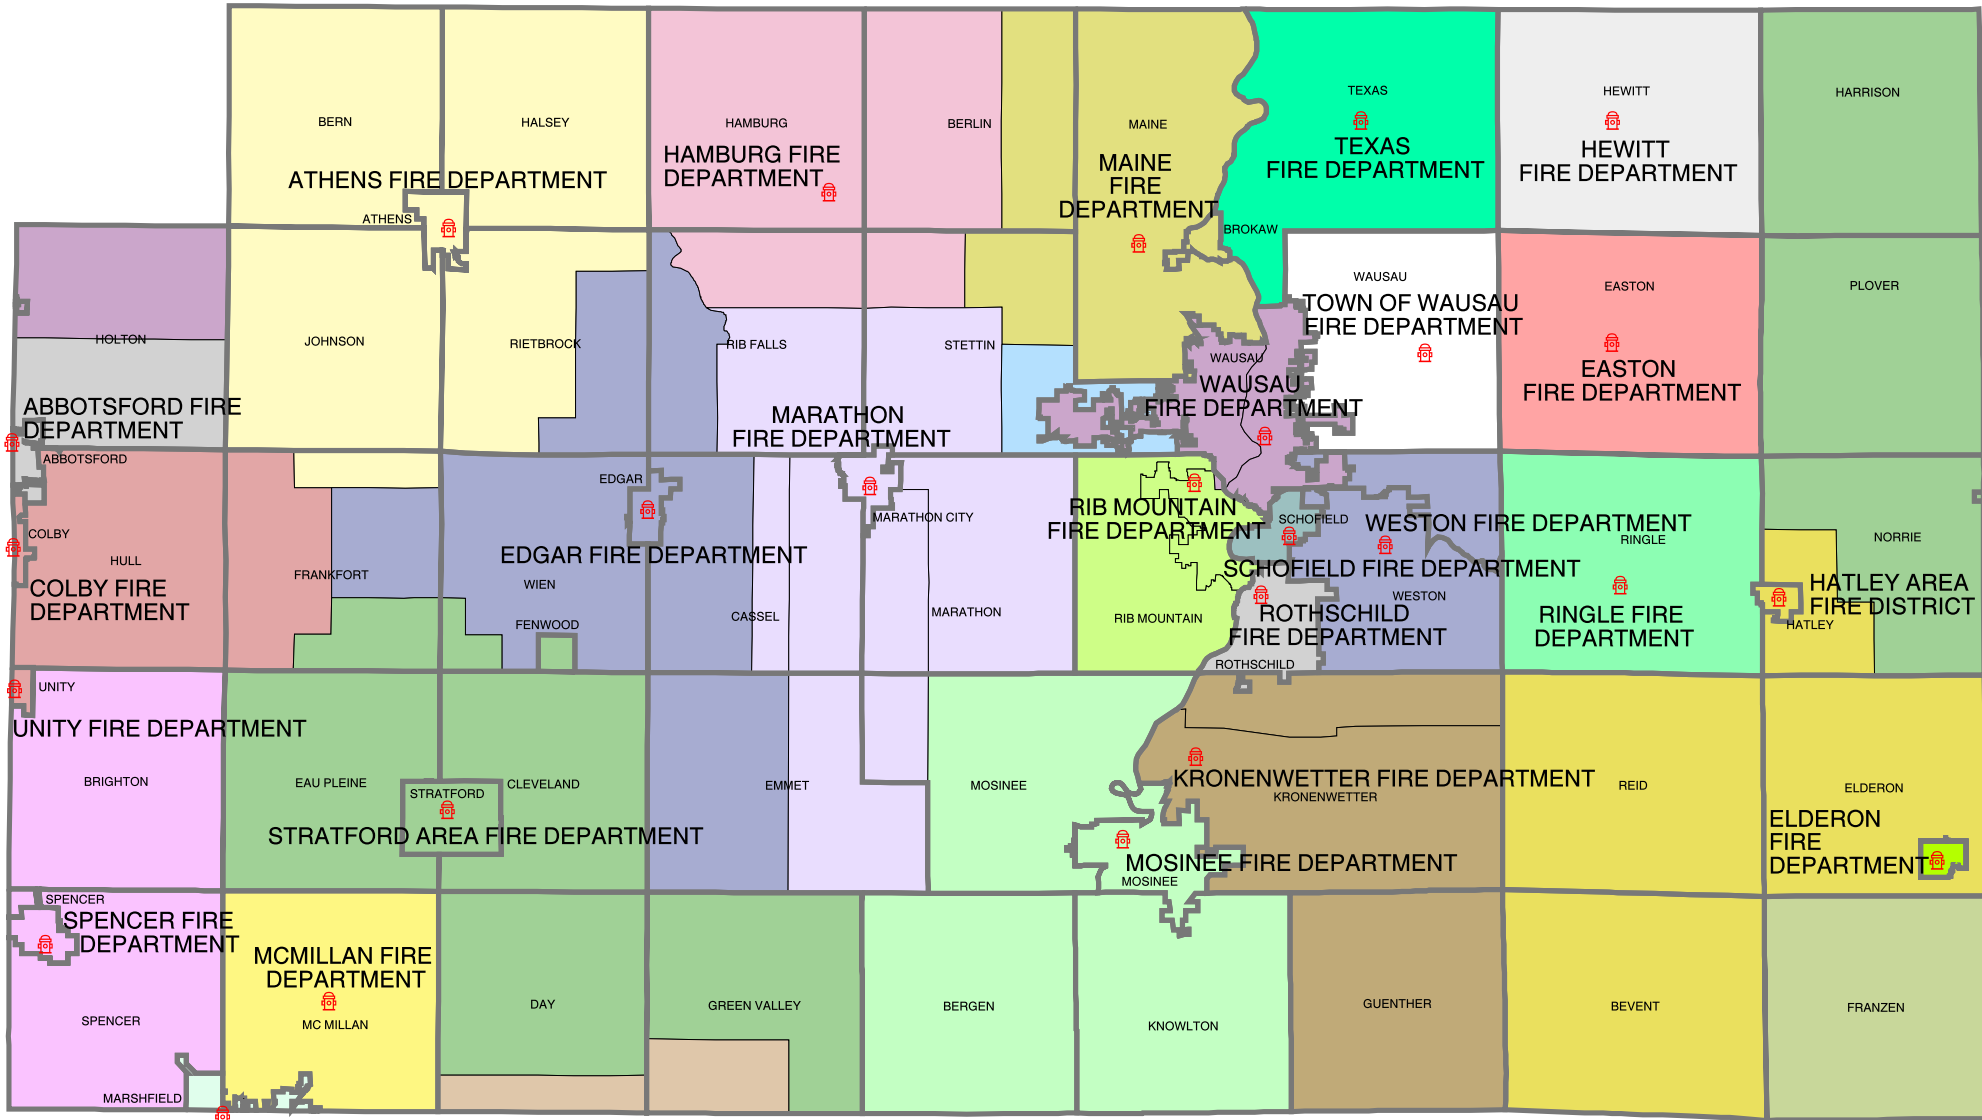 TEXAS
HEWITT
HARRISON
BERN
HALSEY
HAMBURG
BERLIN
MAINE
HAMBURG FIRE
DEPARTMENT
MAINE
FIRE
DEPARTMENT
TEXAS
FIRE DEPARTMENT
HEWITT
FIRE DEPARTMENT
ATHENS FIRE DEPARTMENT
ATHENS
BROKAW
WAUSAU
EASTON
PLOVER
TOWN OF WAUSAU
FIRE DEPARTMENT
HOLTON
JOHNSON
RIETBROCK
RIB FALLS
STETTIN
WAUSAU
WAUSAU
FIRE DEPARTMENT
EASTON
FIRE DEPARTMENT
ABBOTSFORD FIRE
DEPARTMENT
MARATHON
FIRE DEPARTMENT
ABBOTSFORD
EDGAR
MARATHON CITY
RIB MOUNTAIN
FIRE DEPARTMENT
SCHOFIELD
WESTON FIRE DEPARTMENT
RINGLE
NORRIE
COLBY
HULL
EDGAR FIRE DEPARTMENT
SCHOFIELD FIRE DEPARTMENT
COLBY FIRE
DEPARTMENT
FRANKFORT
WIEN
CASSEL
MARATHON
RIB MOUNTAIN
WESTON
ROTHSCHILD
FIRE DEPARTMENT
RINGLE FIRE
DEPARTMENT
HATLEY AREA
FIRE DISTRICT
HATLEY
FENWOOD
ROTHSCHILD
UNITY
UNITY FIRE DEPARTMENT
BRIGHTON
EAU PLEINE
CLEVELAND
STRATFORD
STRATFORD AREA FIRE DEPARTMENT
EMMET
MOSINEE
KRONENWETTER FIRE DEPARTMENT
KRONENWETTER
REID
ELDERON
ELDERON
FIRE
DEPARTMENT
MOSINEE FIRE DEPARTMENT
MOSINEE
SPENCER
SPENCER FIRE
DEPARTMENT
MCMILLAN FIRE
DEPARTMENT
SPENCER
MC MILLAN
DAY
GREEN VALLEY
BERGEN
KNOWLTON
GUENTHER
BEVENT
FRANZEN
MARSHFIELD